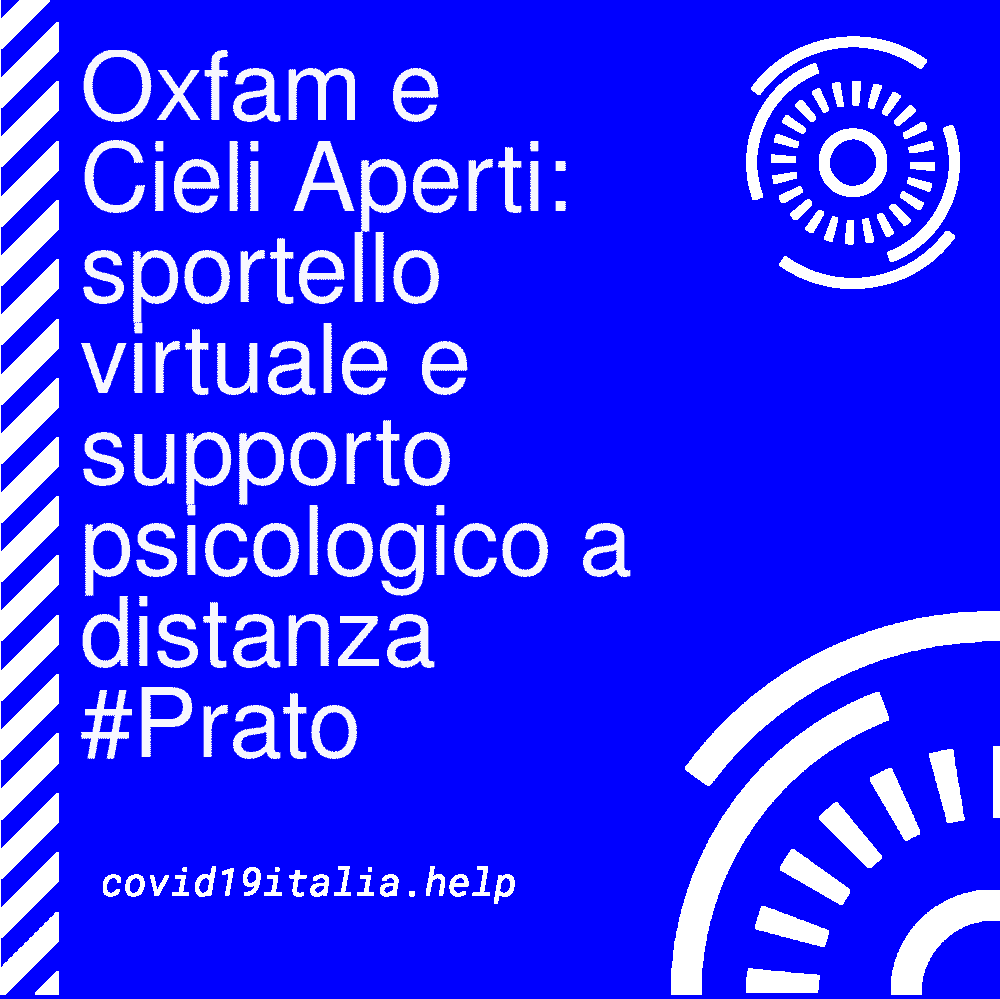 Oxfam e
Cieli Aperti:
sportello
virtuale e
supporto
psicologico a
distanza
#Prato
covid19italia.help